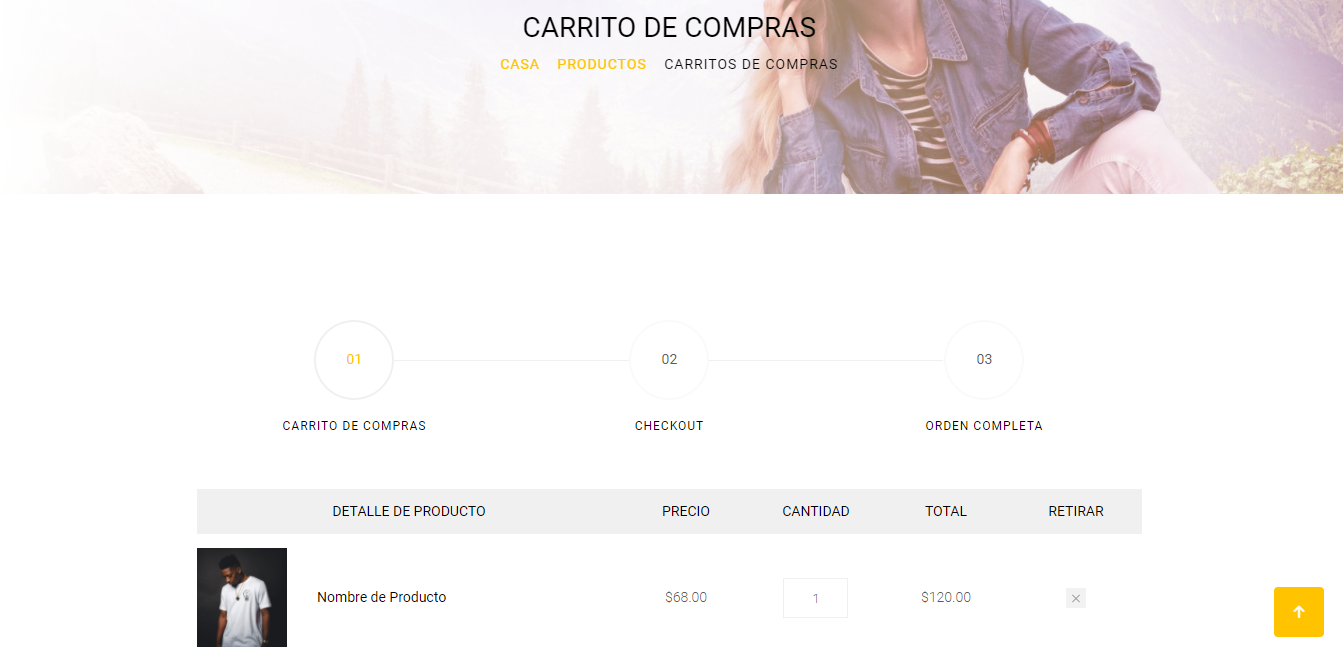 CARRITO DE COMPRAS
CASA PRODUCTOS CARRITOS DE COMPRAS
01 02 03
CARRITO DE COMPRAS CHECKOUT ORDEN COMPLETA
DETALLE DE PRODUCTO PRECIO CANTIDAD TOTAL RETIRAR
Nombre de Producto $68.00 1 $120.00